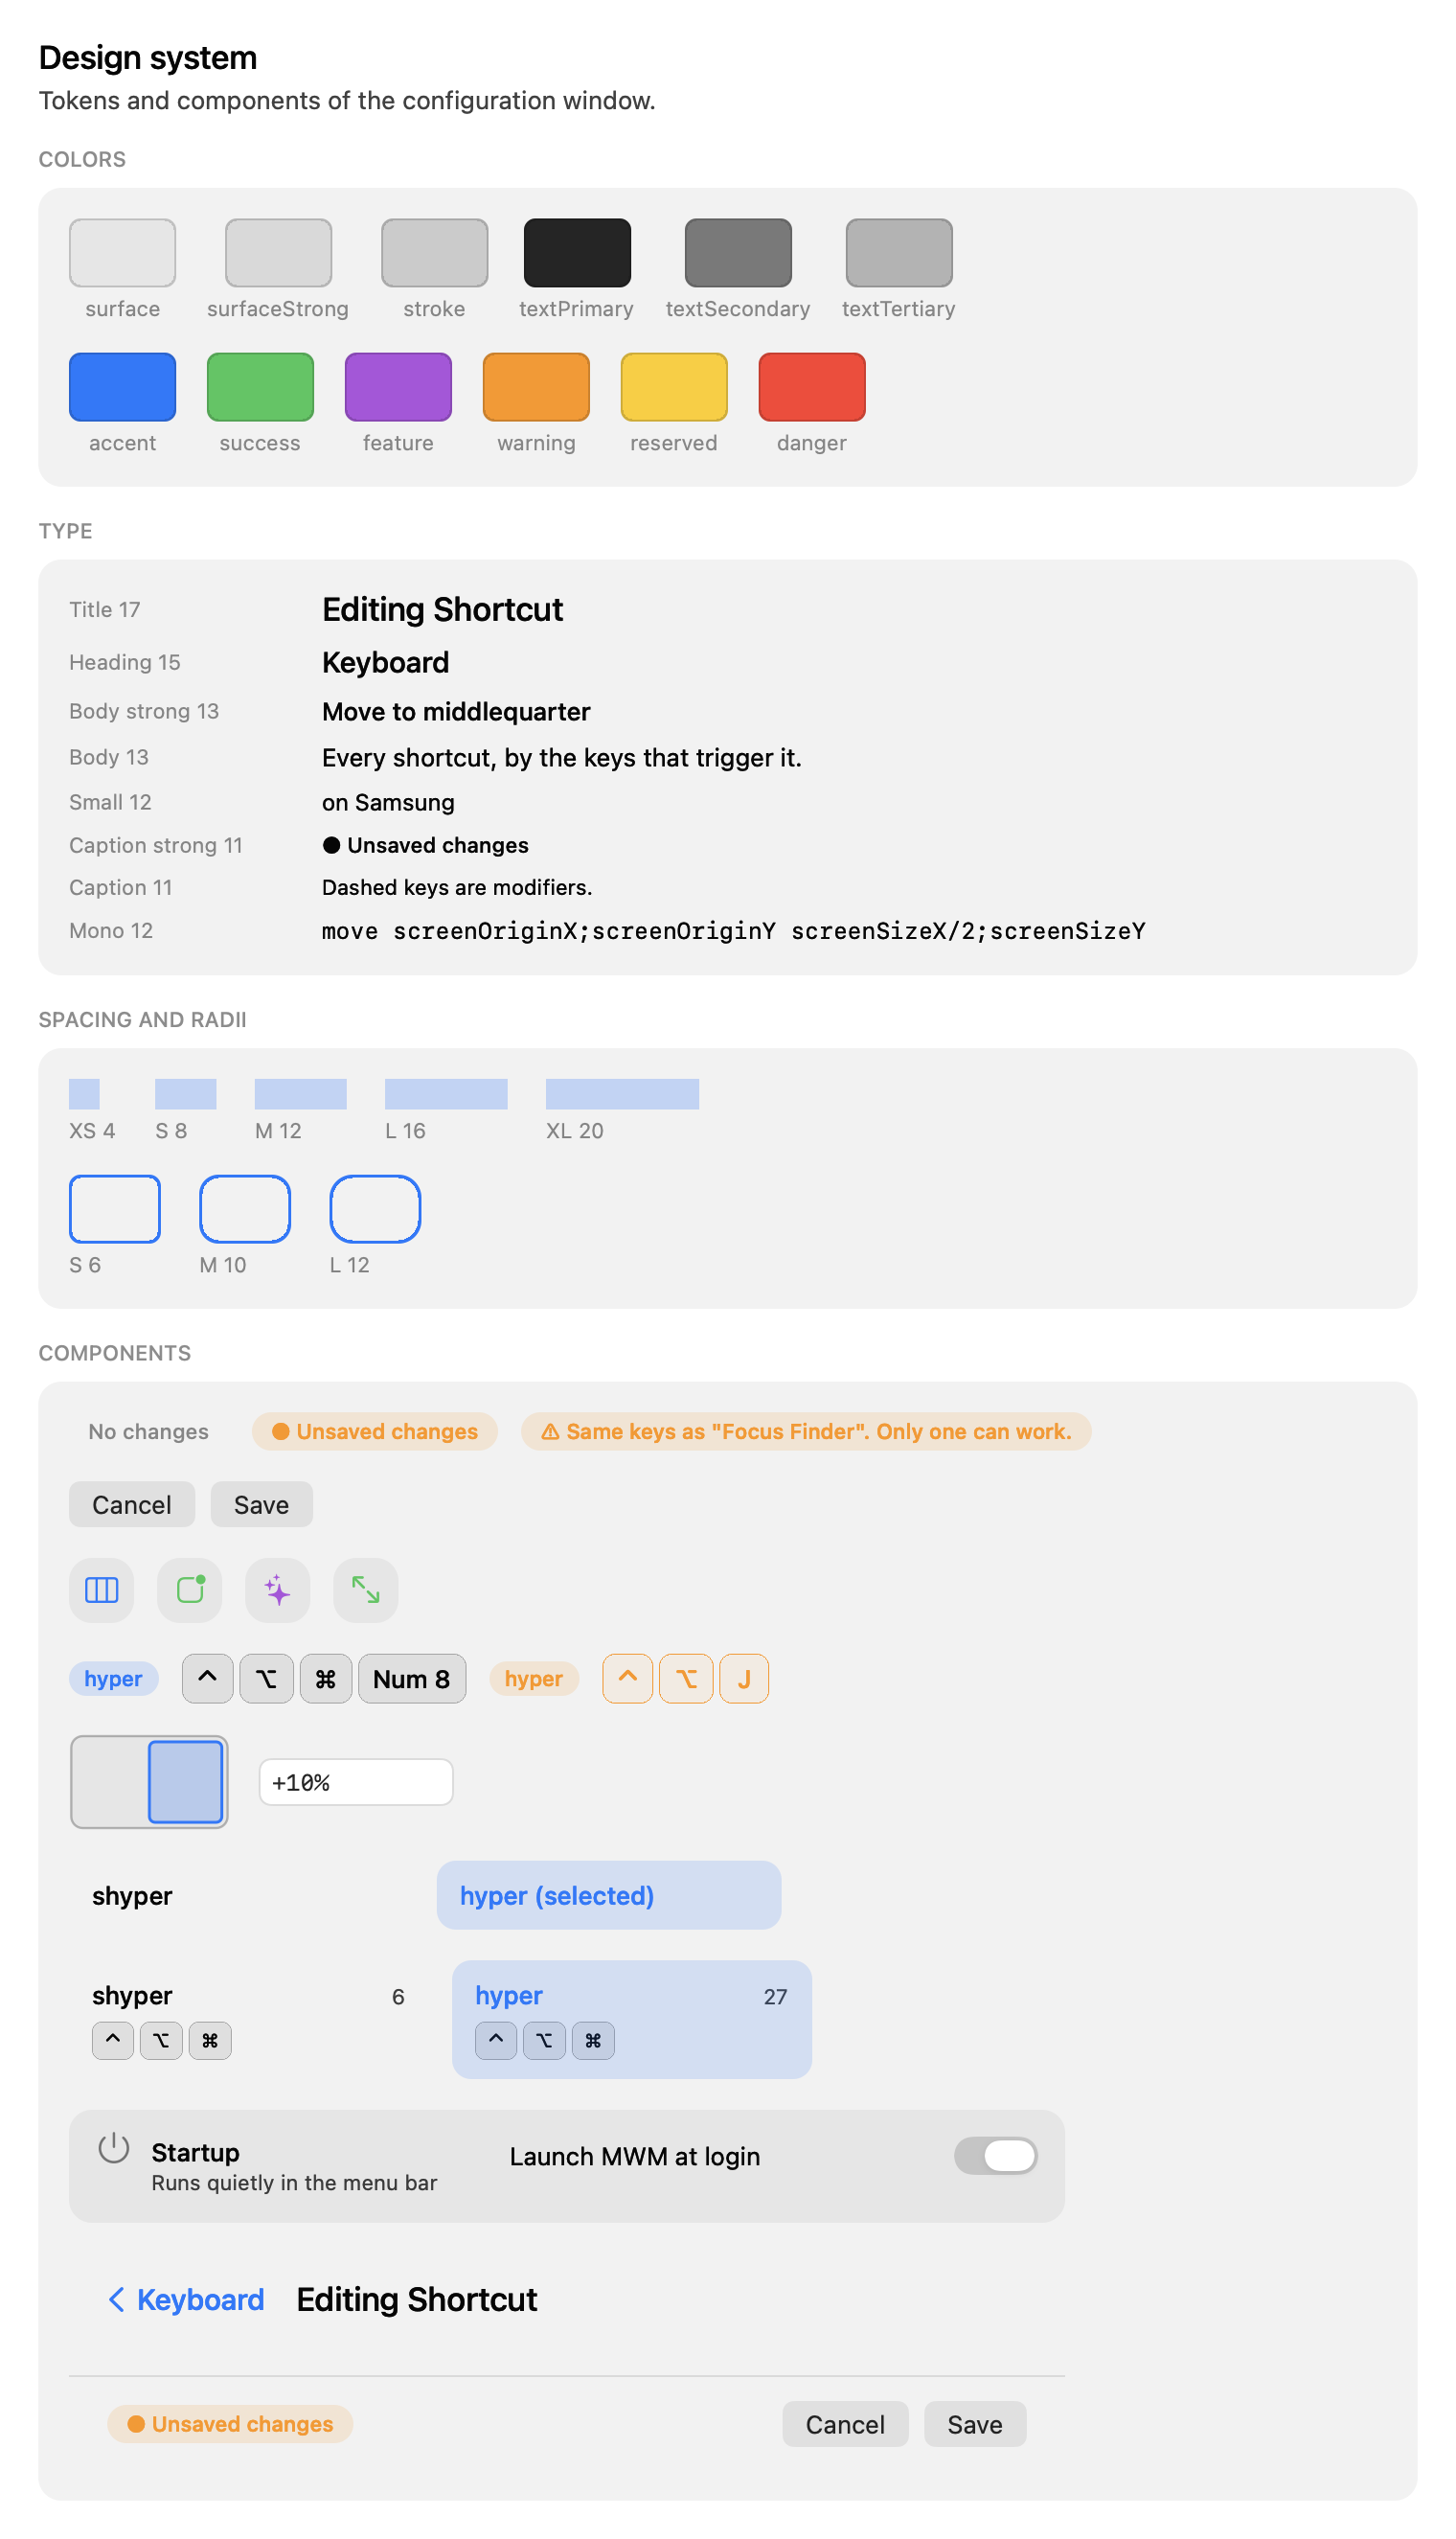 Design system
Tokens and components of the configuration window.
COLORS
surface surfaceStrong stroke textPrimary textSecondary textTertiary
accent success feature warning reserved danger
TYPE
Title 17 Editing Shortcut
Heading 15 Keyboard
Body strong 13 Move to middlequarter
Body 13 Every shortcut, by the keys that trigger it.
Small 12 on Samsung
Caption strong 11 ● Unsaved changes
Caption 11 Dashed keys are modifiers.
Mono 12 move screenOriginX;screenOriginY screenSizeX/2;screenSizeY
SPACING AND RADII
XS 4 S 8 M 12 L 16 XL 20
S 6 M 10 L 12
COMPONENTS
No changes ● Unsaved changes ⚠ Same keys as "Focus Finder". Only one can work.
Cancel Save
hyper ⌃ ⌥ ⌘ Num 8 hyper ⌃ ⌥ J
+10%
shyper hyper (selected)
shyper 6 hyper 27
⌃ ⌥ ⌘ ⌃ ⌥ ⌘
Startup Launch MWM at login
Runs quietly in the menu bar
Keyboard Editing Shortcut
● Unsaved changes Cancel Save